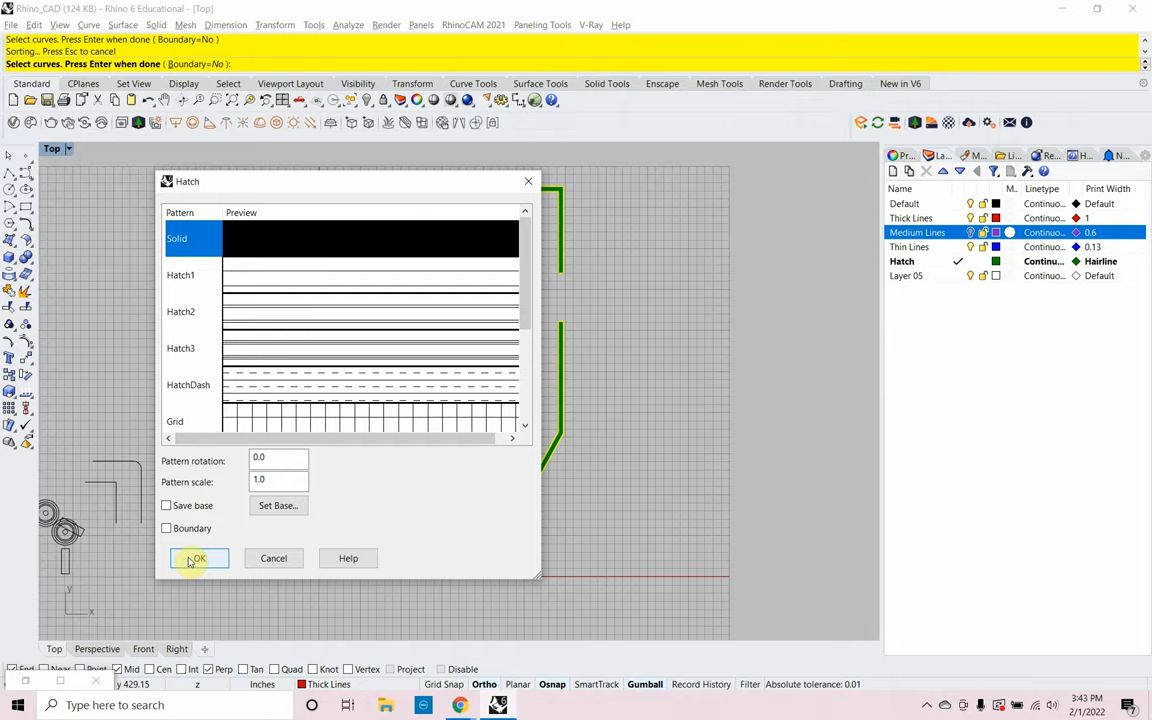 Rhino_CAD (24 KB) - Rhino 6 Educational - [Top]
File Edit View Curve Surface Solid Mesh Dimension Transform Tools Analyze Render Panels RhinoCAM 2021 Paneling Tools V-Ray Help
Select curves. Press Enter when done ( Boundary=No )
Sorting... Press Esc to cancel
Select curves. Press Enter when done ( Boundary=No ):
Standard CPlanes Set View Display Select Viewport Layout Visibility Transform Curve Tools Surface Tools Solid Tools Enscape Mesh Tools Render Tools Drafting New in V6
Top
Pr... La... M... Li... Re... H... N...
Hatch
Name M.. Linetype Print Width
Default Continuo... Default
Pattern Preview
Thick Lines Continuo... 1
Medium Lines Continuo... 0.6
Solid
Thin Lines Continuo... 0.13
Hatch Continu... Hairline
Layer 05 Continuo... Default
Hatch1
Hatch2
Hatch3
HatchDash
Grid
Pattern rotation: 0.0
Pattern scale: 1.0
Save base Set Base...
Boundary
OK Cancel Help
y
x
Top Perspective Front Right
End Near Point Mid Cen Int Perp Tan Quad Knot Vertex Project Disable
y 429.15 z Inches Thick Lines Grid Snap Ortho Planar Osnap SmartTrack Gumball Record History Filter Absolute tolerance: 0.01
Type here to search
3:43 PM
2/1/2022